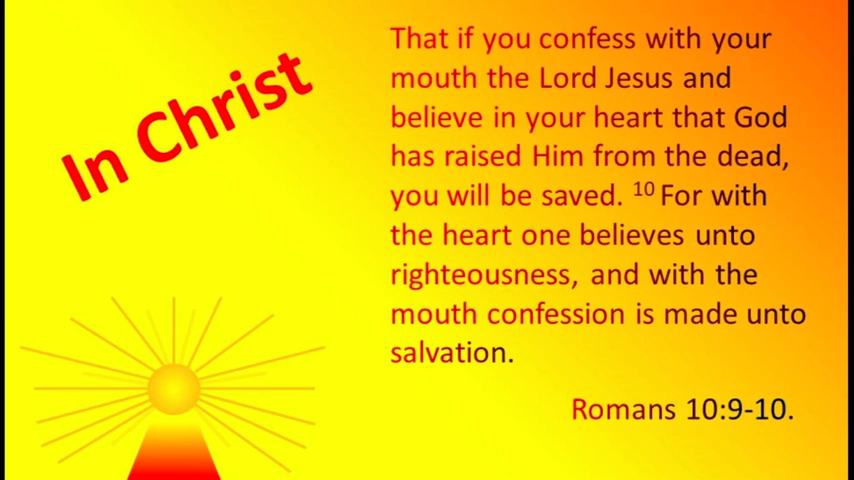 In Christ
That if you confess with your
mouth the Lord Jesus and
believe in your heart that God
has raised Him from the dead,
you will be saved. ¹⁰ For with
the heart one believes unto
righteousness, and with the
mouth confession is made unto
salvation.
Romans 10:9-10.